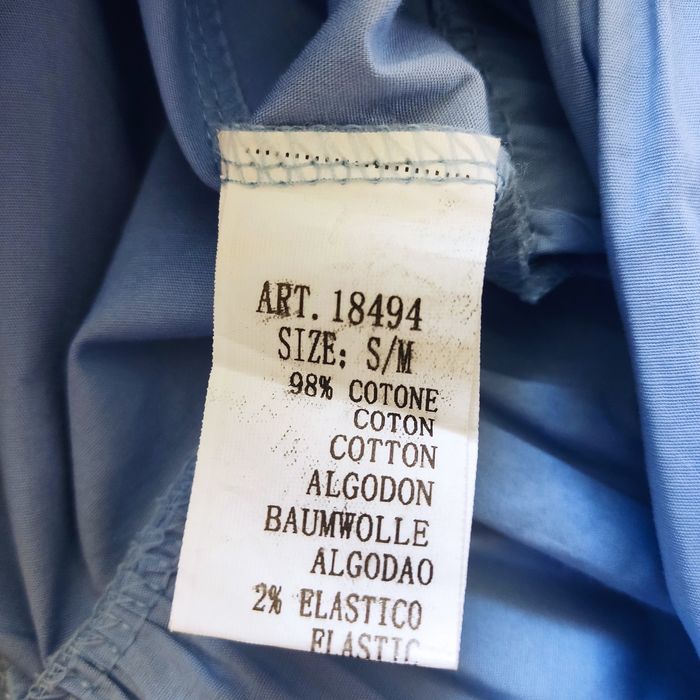 ART. 18494
SIZE: S/M
98% COTONE
COTON
COTTON
ALGODON
BAUMWOLLE
ALGODAO
2% ELASTICO
ELASTIC